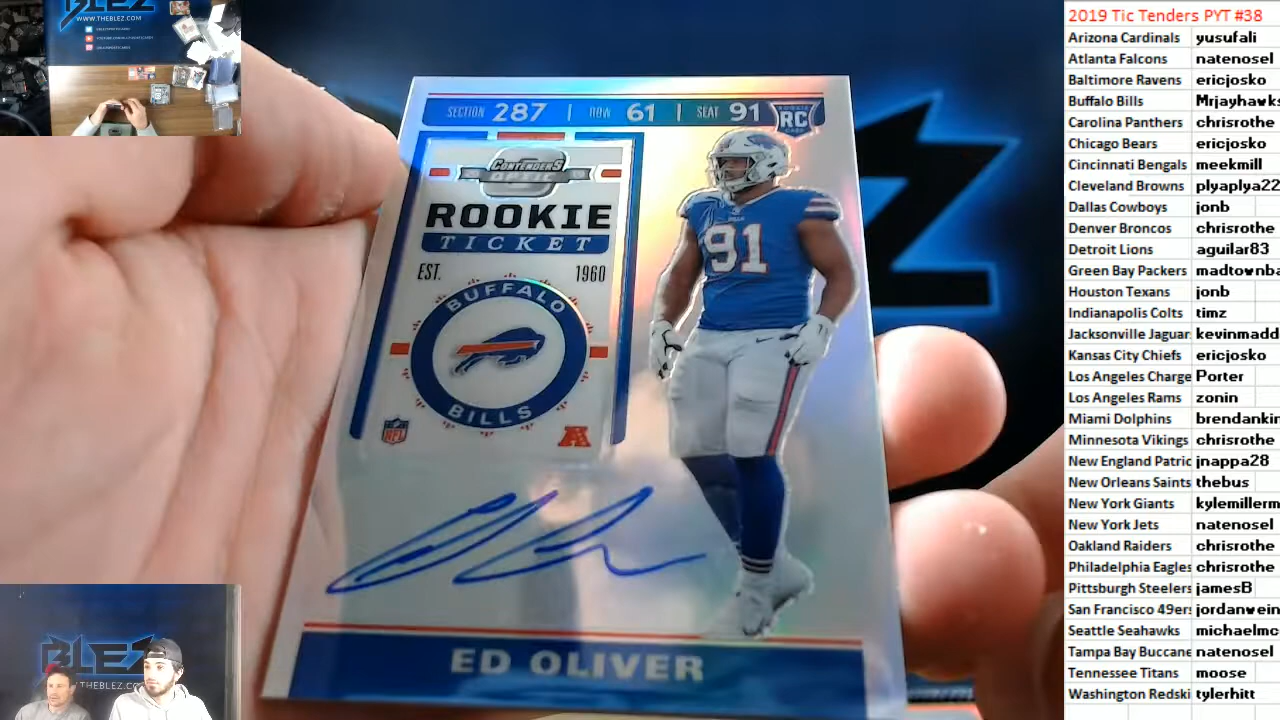 BLEZ
WWW.THEBLEZ.COM
SECTION 287 | ROW 61 | SEAT 91
ROOKIE
RC
CARD
CONTENDERS
OPTIC
ROOKIE
TICKET
EST. 1960
BUFFALO
BILLS
NFL
BILLS
91
ED OLIVER
BLEZ
THEBLEZ.COM
2019 Tic Tenders PYT #38
Arizona Cardinals yusufali
Atlanta Falcons natenosel
Baltimore Ravens ericjosko
Buffalo Bills Mrjayhawks
Carolina Panthers chrisrothe
Chicago Bears ericjosko
Cincinnati Bengals meekmill
Cleveland Browns plyaplya22
Dallas Cowboys jonb
Denver Broncos chrisrothe
Detroit Lions aguilar83
Green Bay Packers madtownba
Houston Texans jonb
Indianapolis Colts timz
Jacksonville Jaguar kevinmadd
Kansas City Chiefs ericjosko
Los Angeles Charge Porter
Los Angeles Rams zonin
Miami Dolphins brendankin
Minnesota Vikings chrisrothe
New England Patric jnappa28
New Orleans Saints thebus
New York Giants kylemillerm
New York Jets natenosel
Oakland Raiders chrisrothe
Philadelphia Eagles chrisrothe
Pittsburgh Steelers jamesB
San Francisco 49ers jordanwein
Seattle Seahawks michaelmc
Tampa Bay Buccane natenosel
Tennessee Titans moose
Washington Redski tylerhitt